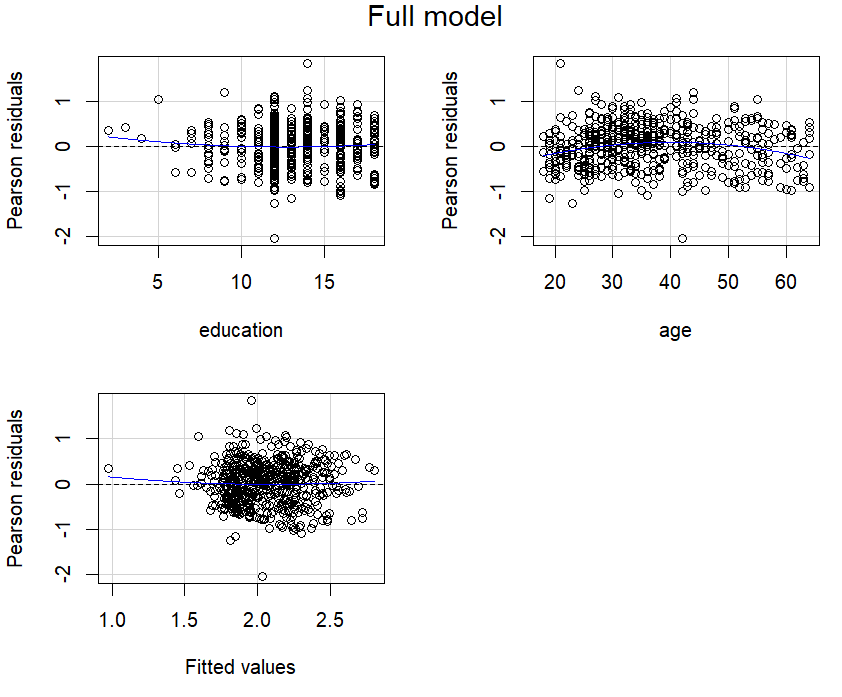 Full model
Pearson residuals
1
0
-1
-2
5 10 15
education
Pearson residuals
1
0
-1
-2
20 30 40 50 60
age
Pearson residuals
1
0
-1
-2
1.0 1.5 2.0 2.5
Fitted values